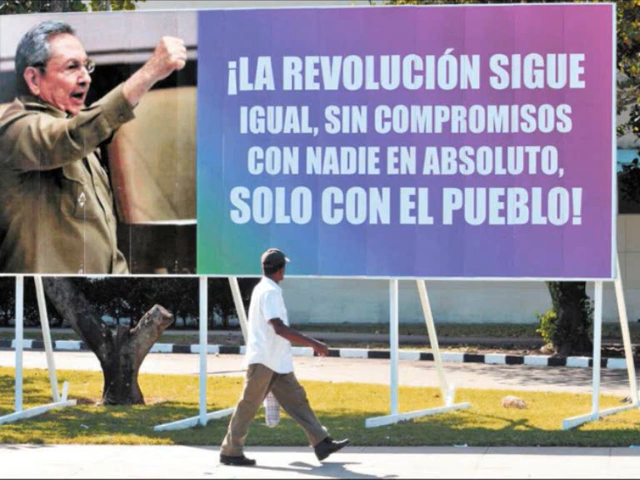 ¡LA REVOLUCIÓN SIGUE
IGUAL, SIN COMPROMISOS
CON NADIE EN ABSOLUTO,
SOLO CON EL PUEBLO!